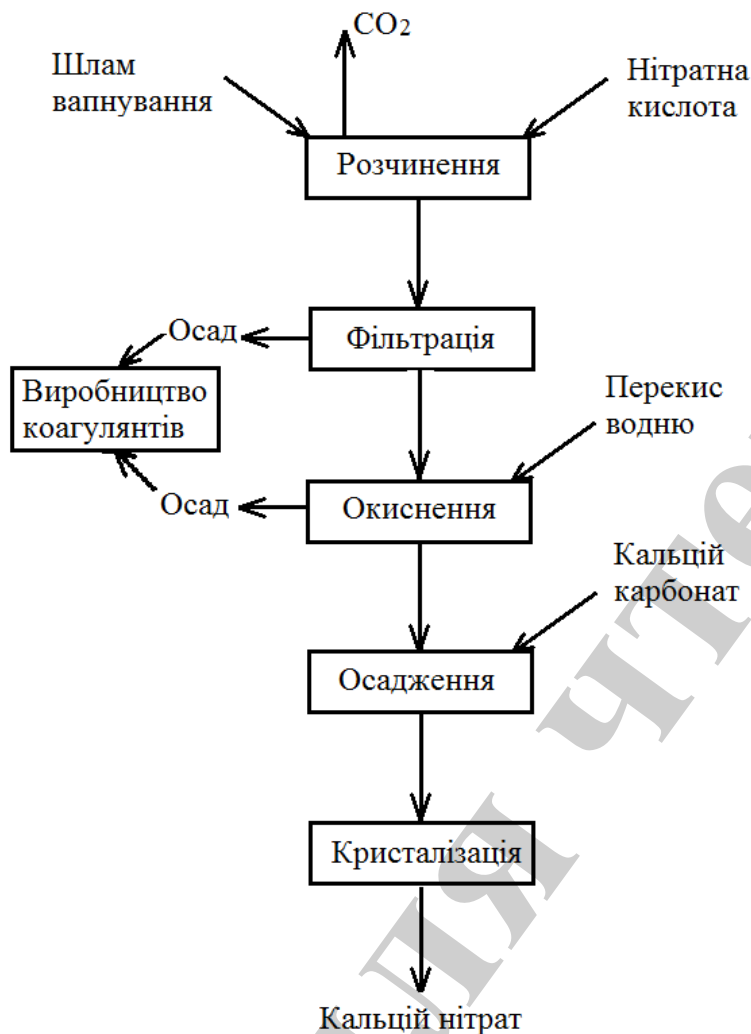 CO2
Шлам
вапнування
Нітратна
кислота
Розчинення
Осад
Фільтрація
Виробництво
коагулянтів
Перекис
водню
Осад
Окиснення
Кальцій
карбонат
Осадження
Кристалізація
Кальцій нітрат